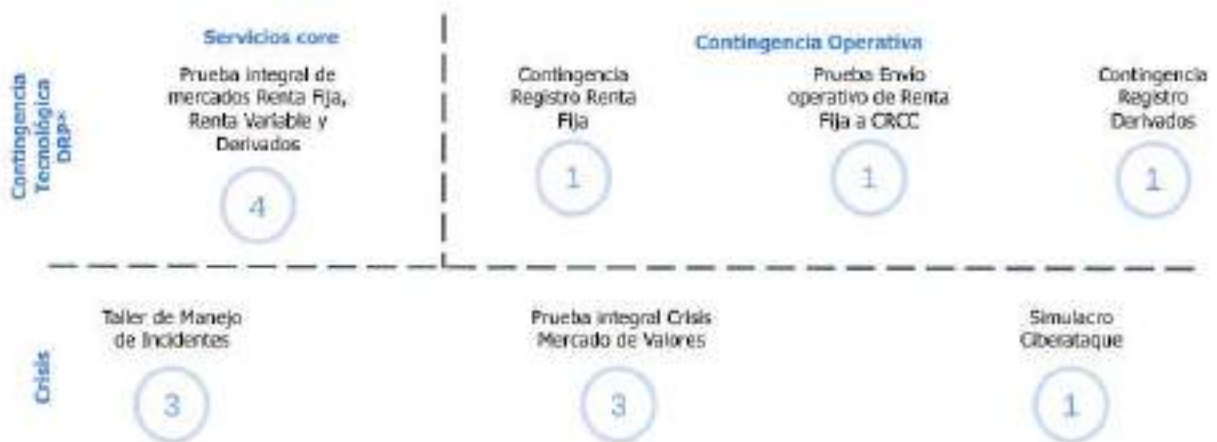 Servicios core
Contingencia Operativa
Contingencia
Tecnológica
DRP*
Prueba integral de
mercados Renta Fija,
Renta Variable y
Derivados
4
Contingencia
Registro Renta
Fija
1
Prueba Envío
operativo de Renta
Fija a CRCC
1
Contingencia
Registro
Derivados
1
Crisis
Taller de Manejo
de Incidentes
3
Prueba integral Crisis
Mercado de Valores
3
Simulacro
Ciberataque
1